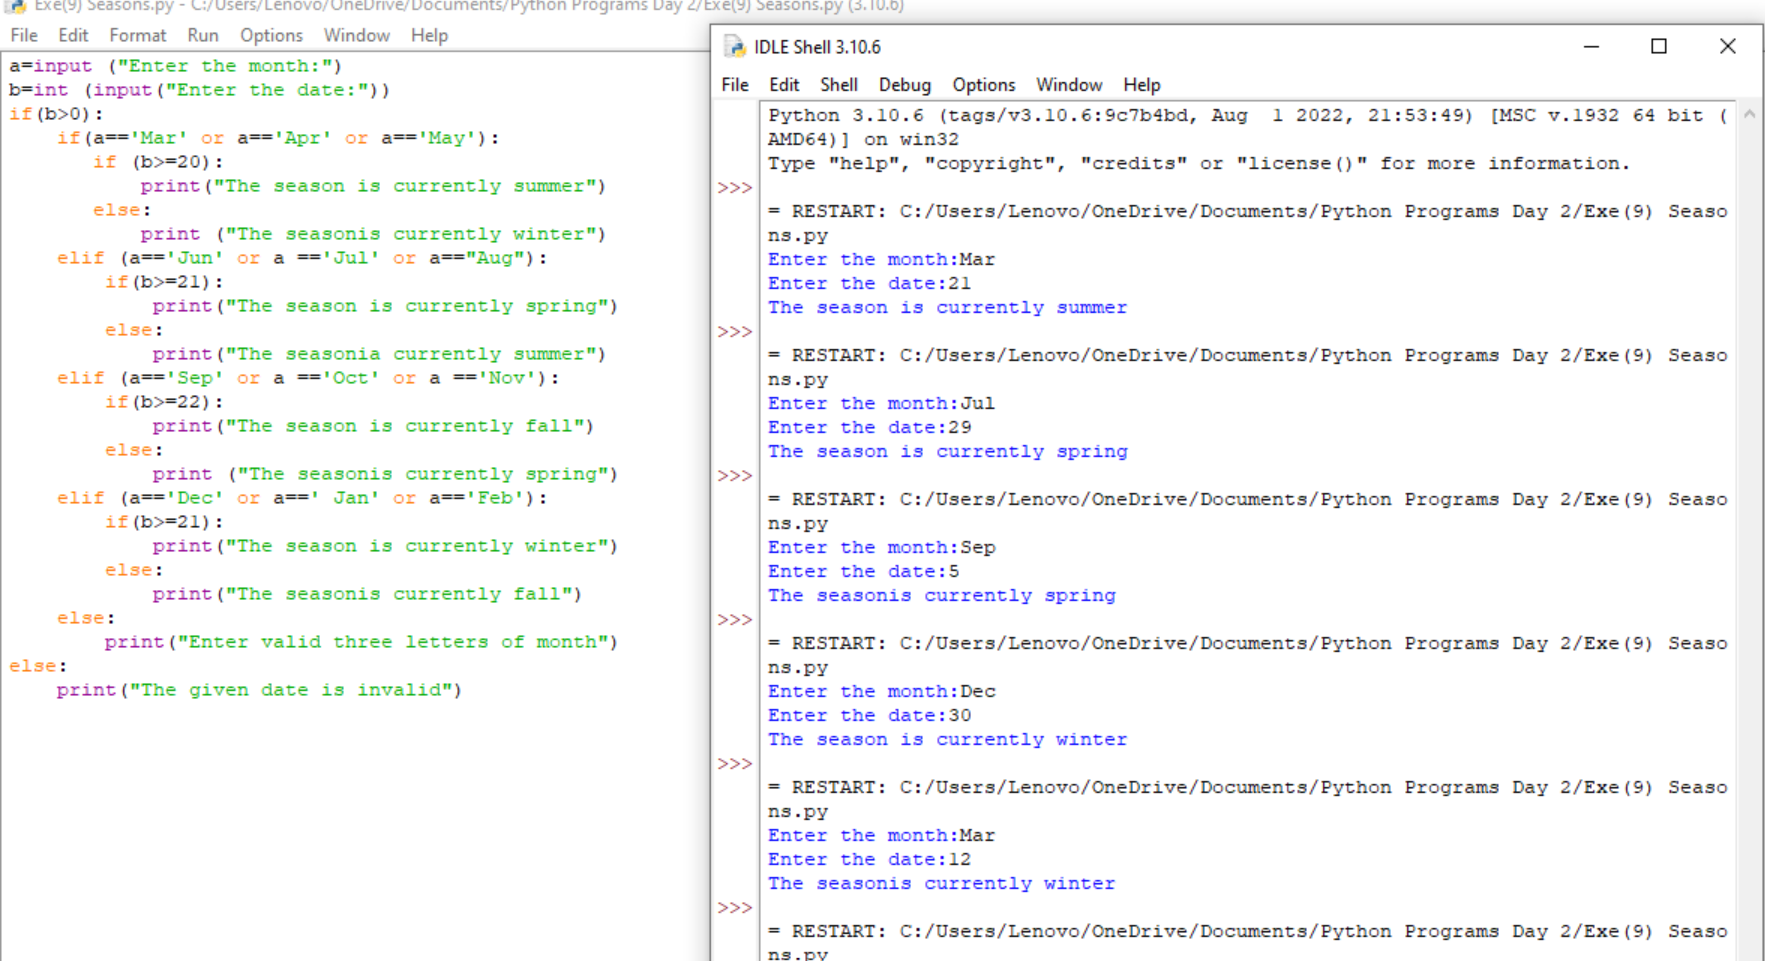 Exe(9) Seasons.py - C:/Users/Lenovo/OneDrive/Documents/Python Programs Day 2/Exe(9) Seasons.py (3.10.6)
File Edit Format Run Options Window Help
a=input ("Enter the month:")
b=int (input("Enter the date:"))
if(b>0):
    if(a=='Mar' or a=='Apr' or a=='May'):
       if (b>=20):
           print("The season is currently summer")
       else:
           print ("The seasonis currently winter")
    elif (a=='Jun' or a =='Jul' or a=="Aug"):
        if(b>=21):
            print("The season is currently spring")
        else:
            print("The seasonia currently summer")
    elif (a=='Sep' or a =='Oct' or a =='Nov'):
        if(b>=22):
            print("The season is currently fall")
        else:
            print ("The seasonis currently spring")
    elif (a=='Dec' or a==' Jan' or a=='Feb'):
        if(b>=21):
            print("The season is currently winter")
        else:
            print("The seasonis currently fall")
    else:
        print("Enter valid three letters of month")
else:
    print("The given date is invalid")
IDLE Shell 3.10.6
File Edit Shell Debug Options Window Help
Python 3.10.6 (tags/v3.10.6:9c7b4bd, Aug  1 2022, 21:53:49) [MSC v.1932 64 bit (
AMD64)] on win32
Type "help", "copyright", "credits" or "license()" for more information.
>>>
= RESTART: C:/Users/Lenovo/OneDrive/Documents/Python Programs Day 2/Exe(9) Seaso
ns.py
Enter the month:Mar
Enter the date:21
The season is currently summer
>>>
= RESTART: C:/Users/Lenovo/OneDrive/Documents/Python Programs Day 2/Exe(9) Seaso
ns.py
Enter the month:Jul
Enter the date:29
The season is currently spring
>>>
= RESTART: C:/Users/Lenovo/OneDrive/Documents/Python Programs Day 2/Exe(9) Seaso
ns.py
Enter the month:Sep
Enter the date:5
The seasonis currently spring
>>>
= RESTART: C:/Users/Lenovo/OneDrive/Documents/Python Programs Day 2/Exe(9) Seaso
ns.py
Enter the month:Dec
Enter the date:30
The season is currently winter
>>>
= RESTART: C:/Users/Lenovo/OneDrive/Documents/Python Programs Day 2/Exe(9) Seaso
ns.py
Enter the month:Mar
Enter the date:12
The seasonis currently winter
>>>
= RESTART: C:/Users/Lenovo/OneDrive/Documents/Python Programs Day 2/Exe(9) Seaso
ns.py